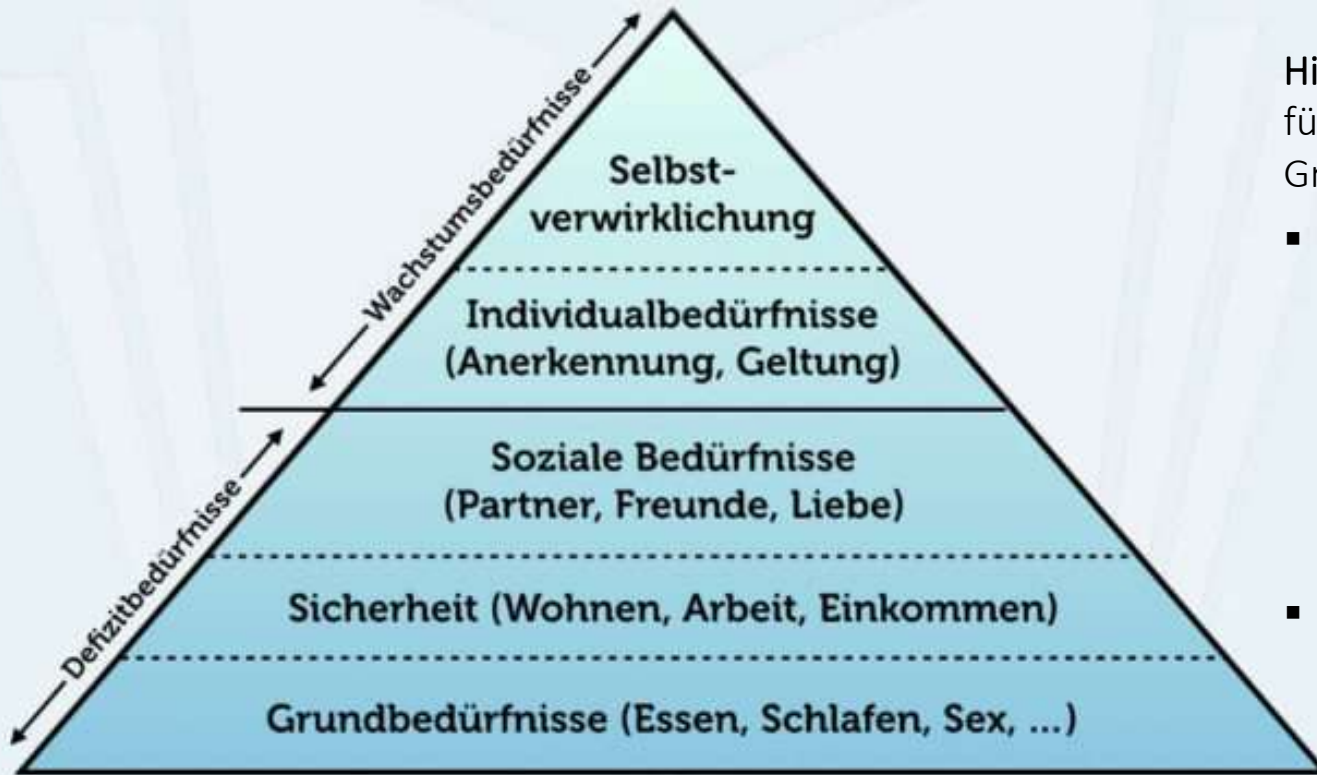 Wachstumsbedürfnisse
Selbst-
verwirklichung
Individualbedürfnisse
(Anerkennung, Geltung)
Defizitbedürfnisse
Soziale Bedürfnisse
(Partner, Freunde, Liebe)
Sicherheit (Wohnen, Arbeit, Einkommen)
Grundbedürfnisse (Essen, Schlafen, Sex, ...)